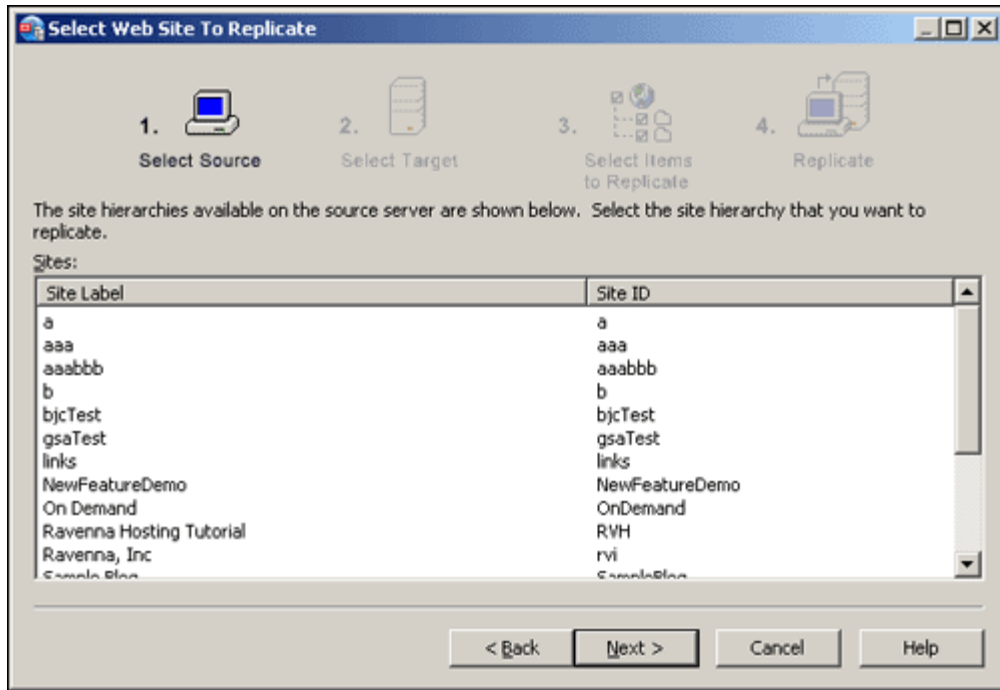 Select Web Site To Replicate
1.
Select Source
2.
Select Target
3.
Select Items
to Replicate
4.
Replicate
The site hierarchies available on the source server are shown below.  Select the site hierarchy that you want to
replicate.
Sites:
Site Label Site ID
a a
aaa aaa
aaabbb aaabbb
b b
bjcTest bjcTest
gsaTest gsaTest
links links
NewFeatureDemo NewFeatureDemo
On Demand OnDemand
Ravenna Hosting Tutorial RVH
Ravenna, Inc rvi
Sample Blog SampleBlog
< Back Next > Cancel Help